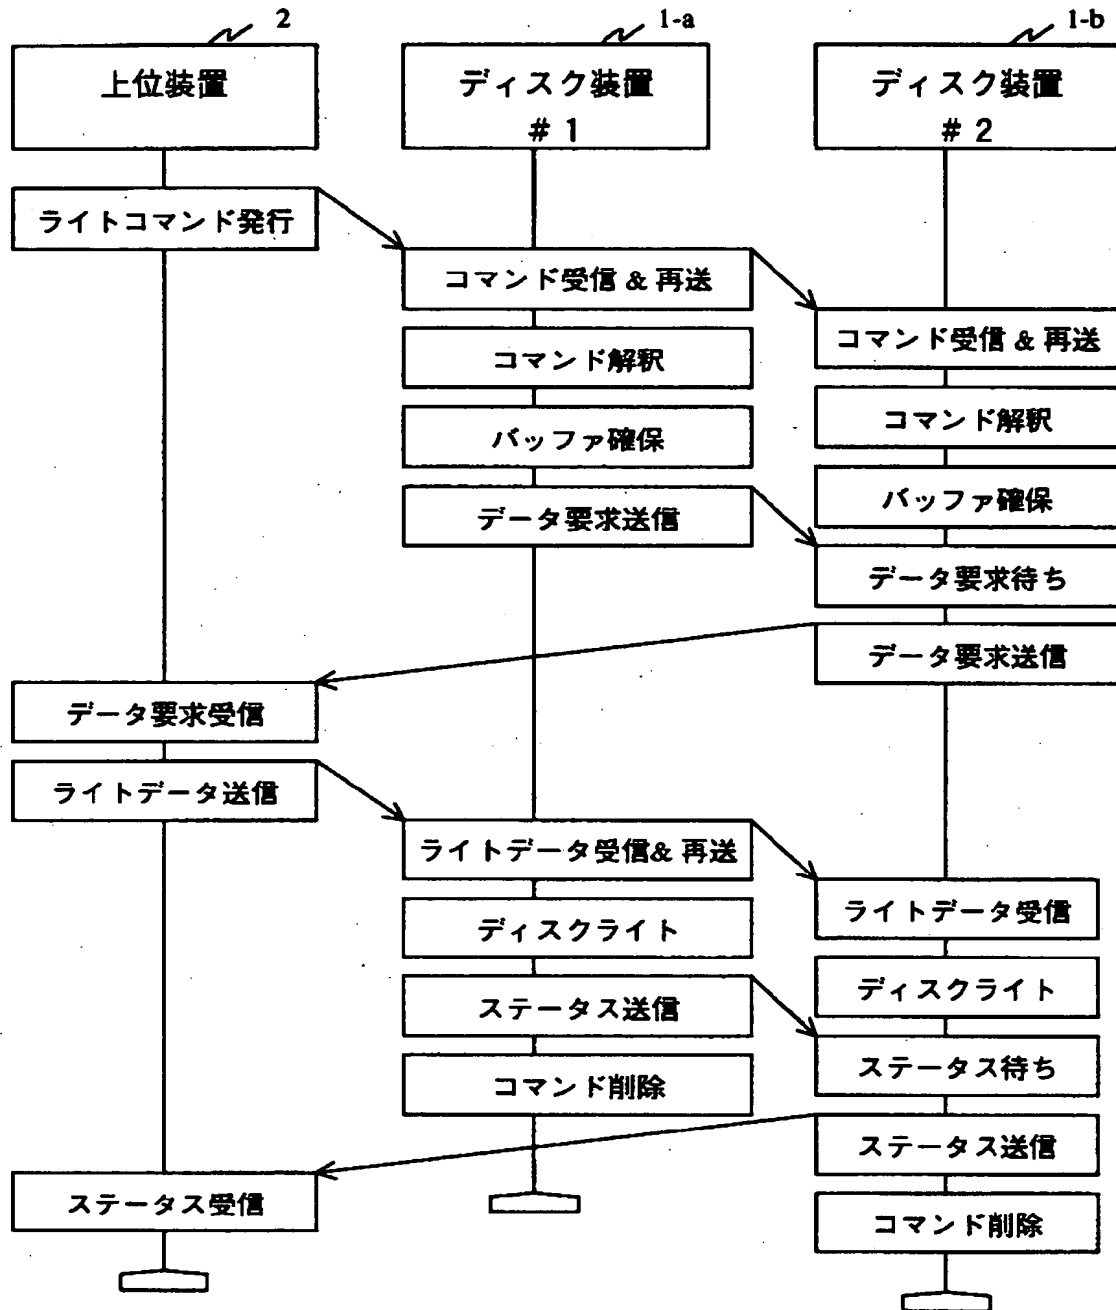 2
1-a
1-b
上位装置
ディスク装置
# 1
ディスク装置
# 2
ライトコマンド発行
コマンド受信 & 再送
コマンド受信 & 再送
コマンド解釈
コマンド解釈
バッファ確保
バッファ確保
データ要求送信
データ要求待ち
データ要求送信
データ要求受信
ライトデータ送信
ライトデータ受信& 再送
ライトデータ受信
ディスクライト
ディスクライト
ステータス送信
ステータス待ち
コマンド削除
ステータス送信
ステータス受信
コマンド削除